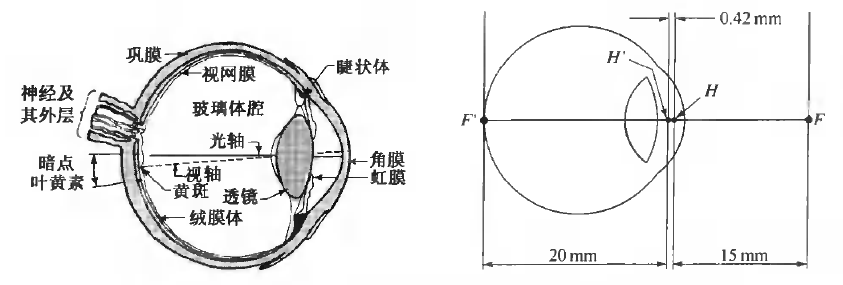 巩膜
视网膜
睫状体
神经及
其外层
玻璃体腔
光轴
暗点
叶黄素
视轴
黄斑
透镜
角膜
虹膜
绒膜体
0.42 mm
H'
H
F'
F
20 mm
15 mm